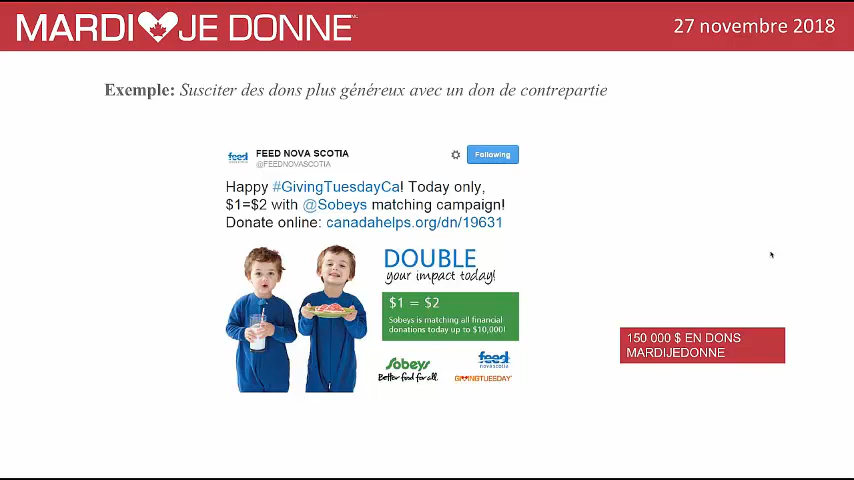 MARDI JE DONNE
27 novembre 2018
Exemple: Susciter des dons plus généreux avec un don de contrepartie
feed
FEED NOVA SCOTIA
@FEEDNOVASCOTIA
Following
Happy #GivingTuesdayCa! Today only,
$1=$2 with @Sobeys matching campaign!
Donate online: canadahelps.org/dn/19631
DOUBLE
your impact today!
$1 = $2
Sobeys is matching all financial
donations today up to $10,000!
Sobeys
Better food for all.
feed
novascotia
GIVINGTUESDAY
150 000 $ EN DONS
MARDIJEDONNE